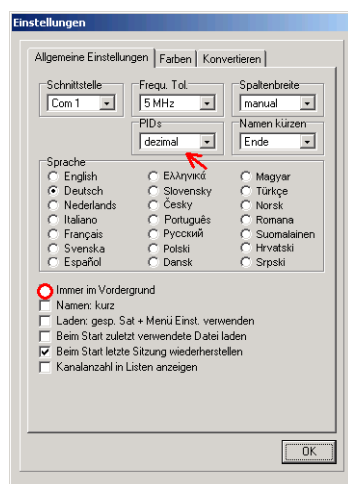 Einstellungen
Allgemeine Einstellungen Farben Konvertieren
Schnittstelle Frequ. Tol. Spaltenbreite
Com 1 5 MHz manual
PIDs Namen kürzen
dezimal Ende
Sprache
English Ελληνικά Magyar
Deutsch Slovensky Türkçe
Nederlands Česky Norsk
Italiano Português Romana
Français Русский Suomalainen
Svenska Polski Hrvatski
Español Dansk Srpski
Immer im Vordergrund
Namen: kurz
Laden: gesp. Sat + Menü Einst. verwenden
Beim Start zuletzt verwendete Datei laden
Beim Start letzte Sitzung wiederherstellen
Kanalanzahl in Listen anzeigen
OK